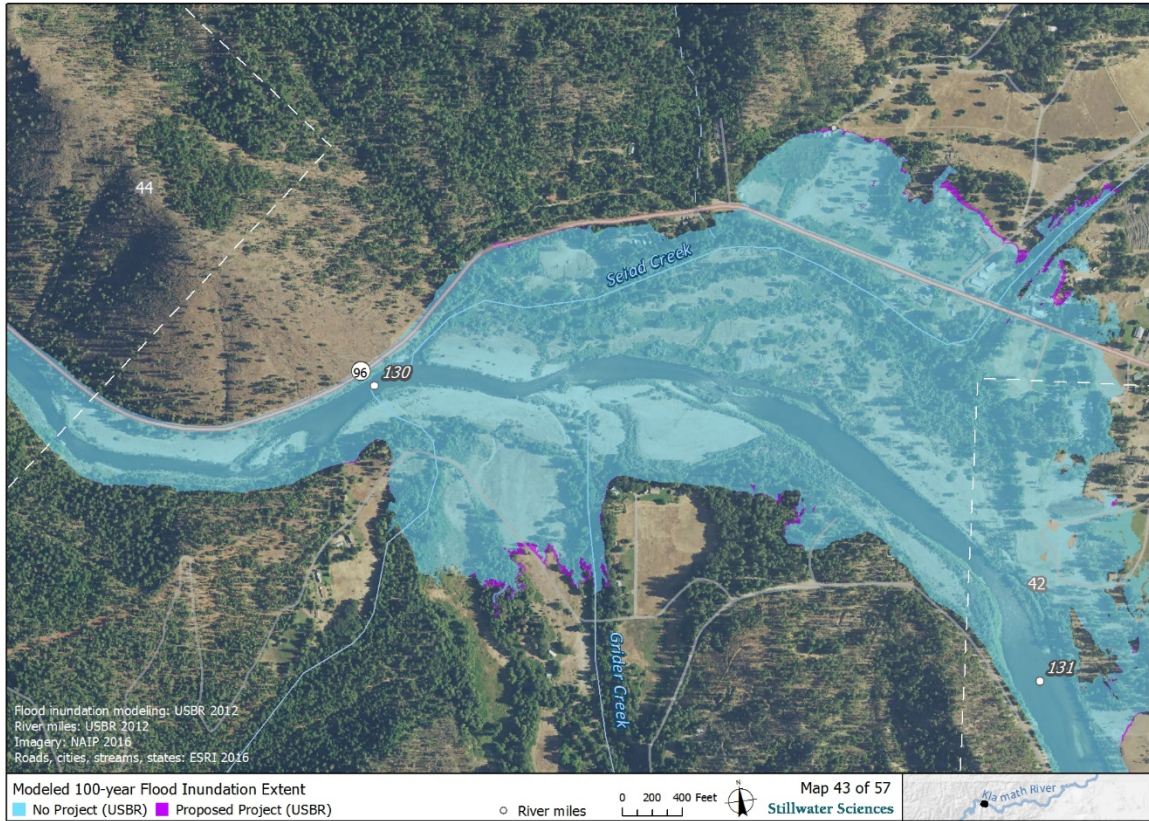 44
Seiad Creek
96
130
42
131
Grider Creek
Flood inundation modeling: USBR 2012
River miles: USBR 2012
Imagery: NAIP 2016
Roads, cities, streams, states: ESRI 2016
Modeled 100-year Flood Inundation Extent
No Project (USBR) Proposed Project (USBR)
River miles
0 200 400 Feet
N
Map 43 of 57
Stillwater Sciences
Klamath River